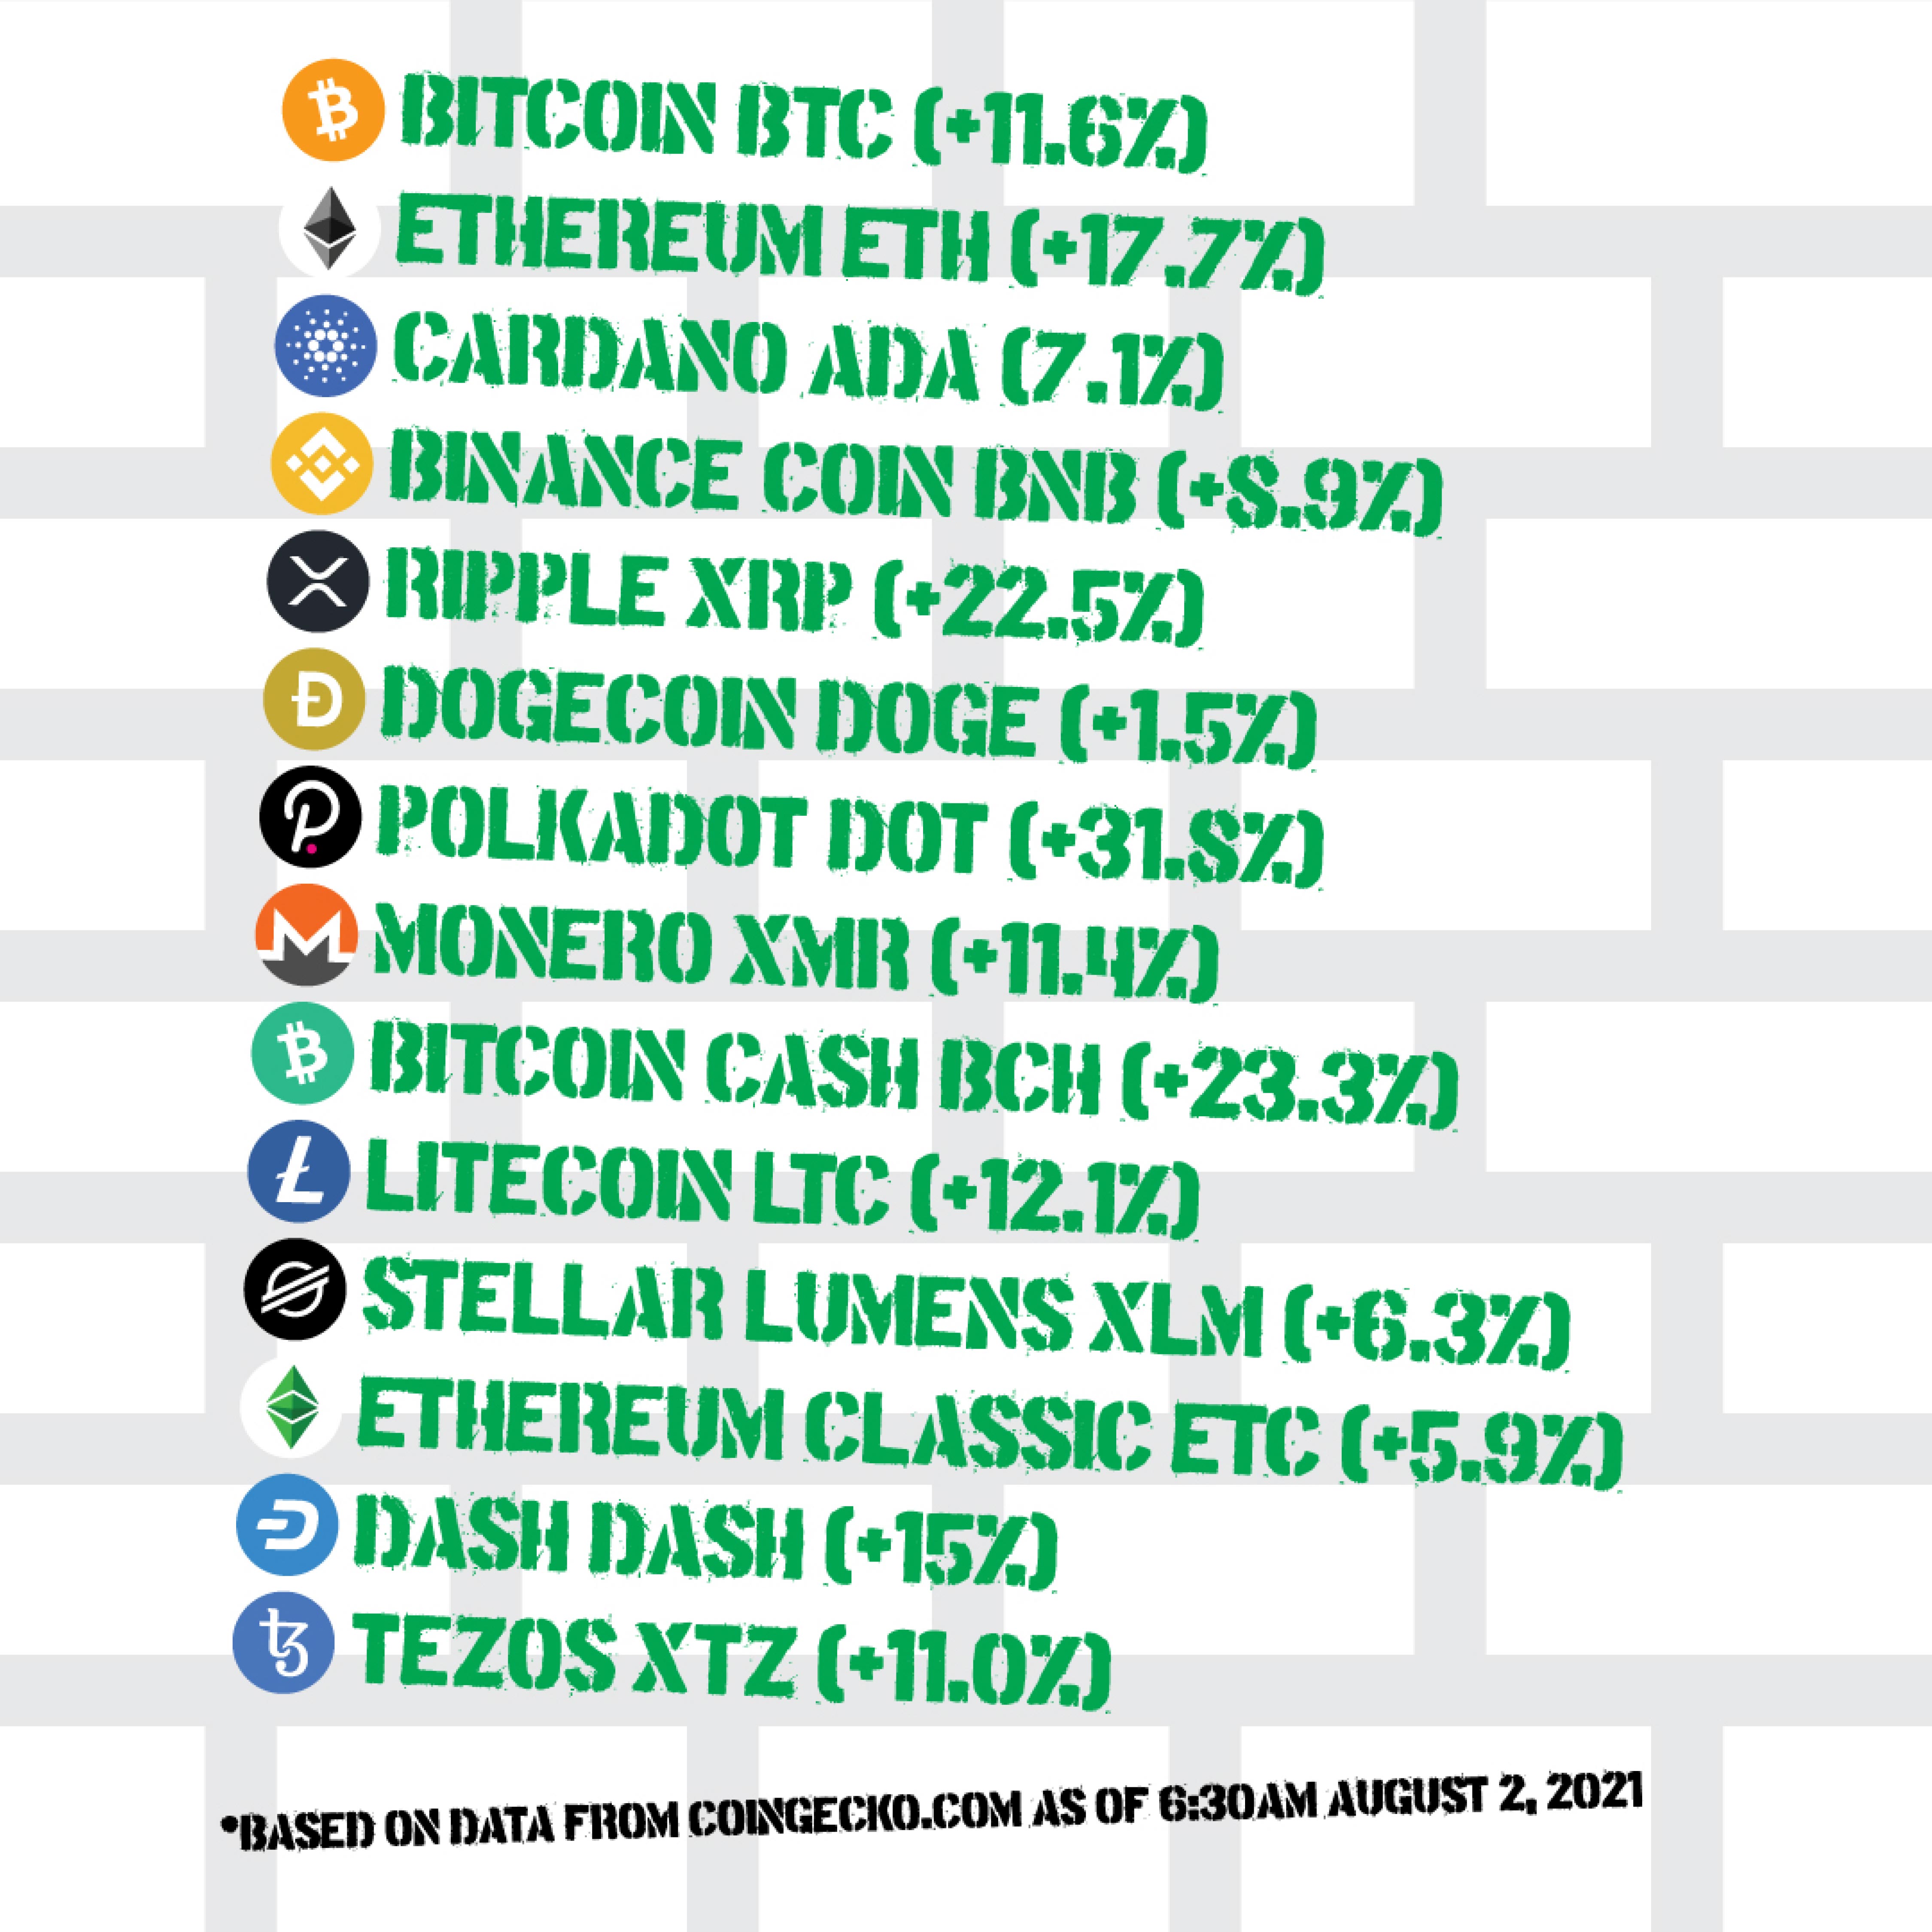 BITCOIN BTC (+11.6%)
ETHEREUM ETH (+17.7%)
CARDANO ADA (7.1%)
BINANCE COIN BNB (+8.9%)
RIPPLE XRP (+22.5%)
DOGECOIN DOGE (+1.5%)
POLKADOT DOT (+31.8%)
MONERO XMR (+11.4%)
BITCOIN CASH BCH (+23.3%)
LITECOIN LTC (+12.1%)
STELLAR LUMENS XLM (+6.3%)
ETHEREUM CLASSIC ETC (+5.9%)
DASH DASH (+15%)
TEZOS XTZ (+11.0%)
*BASED ON DATA FROM COINGECKO.COM AS OF 6:30AM AUGUST 2, 2021